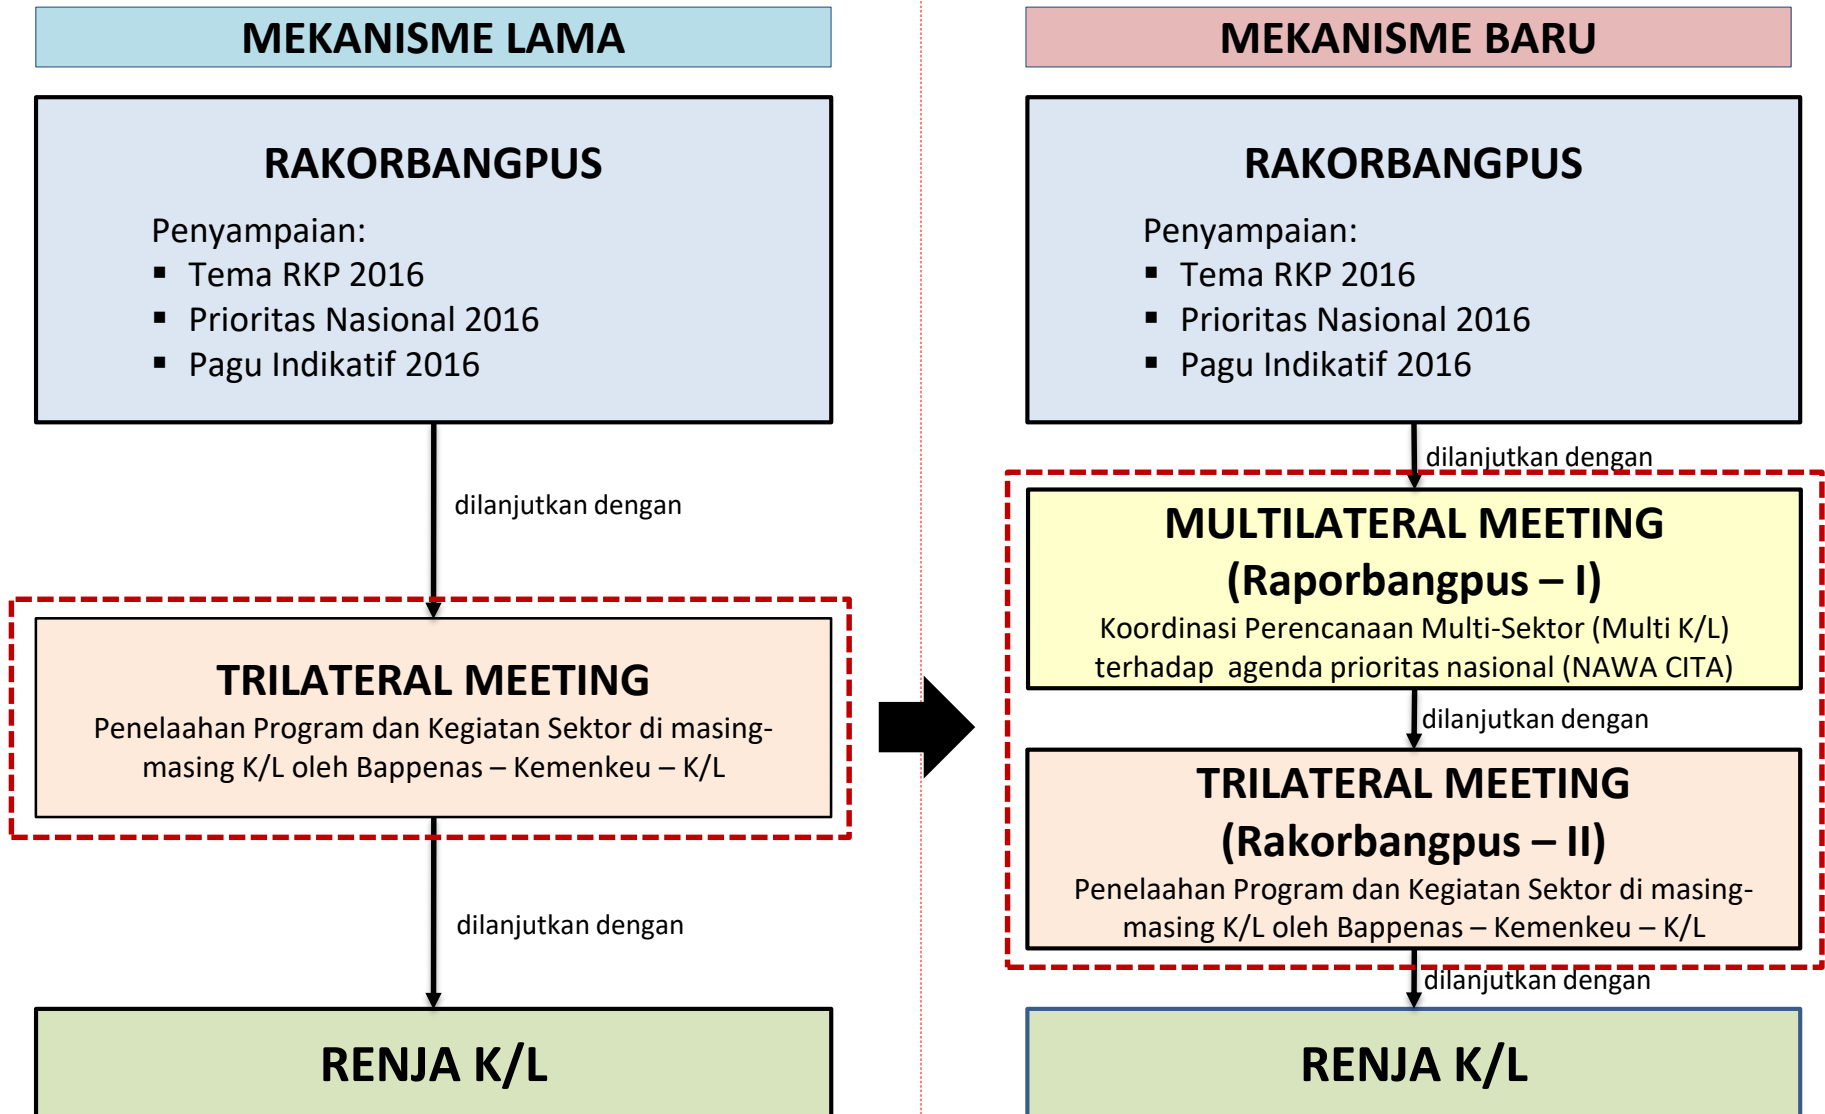 MEKANISME LAMA
RAKORBANGPUS
Penyampaian:
▪ Tema RKP 2016
▪ Prioritas Nasional 2016
▪ Pagu Indikatif 2016
dilanjutkan dengan
TRILATERAL MEETING
Penelaahan Program dan Kegiatan Sektor di masing-
masing K/L oleh Bappenas – Kemenkeu – K/L
dilanjutkan dengan
RENJA K/L
MEKANISME BARU
RAKORBANGPUS
Penyampaian:
▪ Tema RKP 2016
▪ Prioritas Nasional 2016
▪ Pagu Indikatif 2016
dilanjutkan dengan
MULTILATERAL MEETING
(Raporbangpus – I)
Koordinasi Perencanaan Multi-Sektor (Multi K/L)
terhadap agenda prioritas nasional (NAWA CITA)
dilanjutkan dengan
TRILATERAL MEETING
(Rakorbangpus – II)
Penelaahan Program dan Kegiatan Sektor di masing-
masing K/L oleh Bappenas – Kemenkeu – K/L
dilanjutkan dengan
RENJA K/L